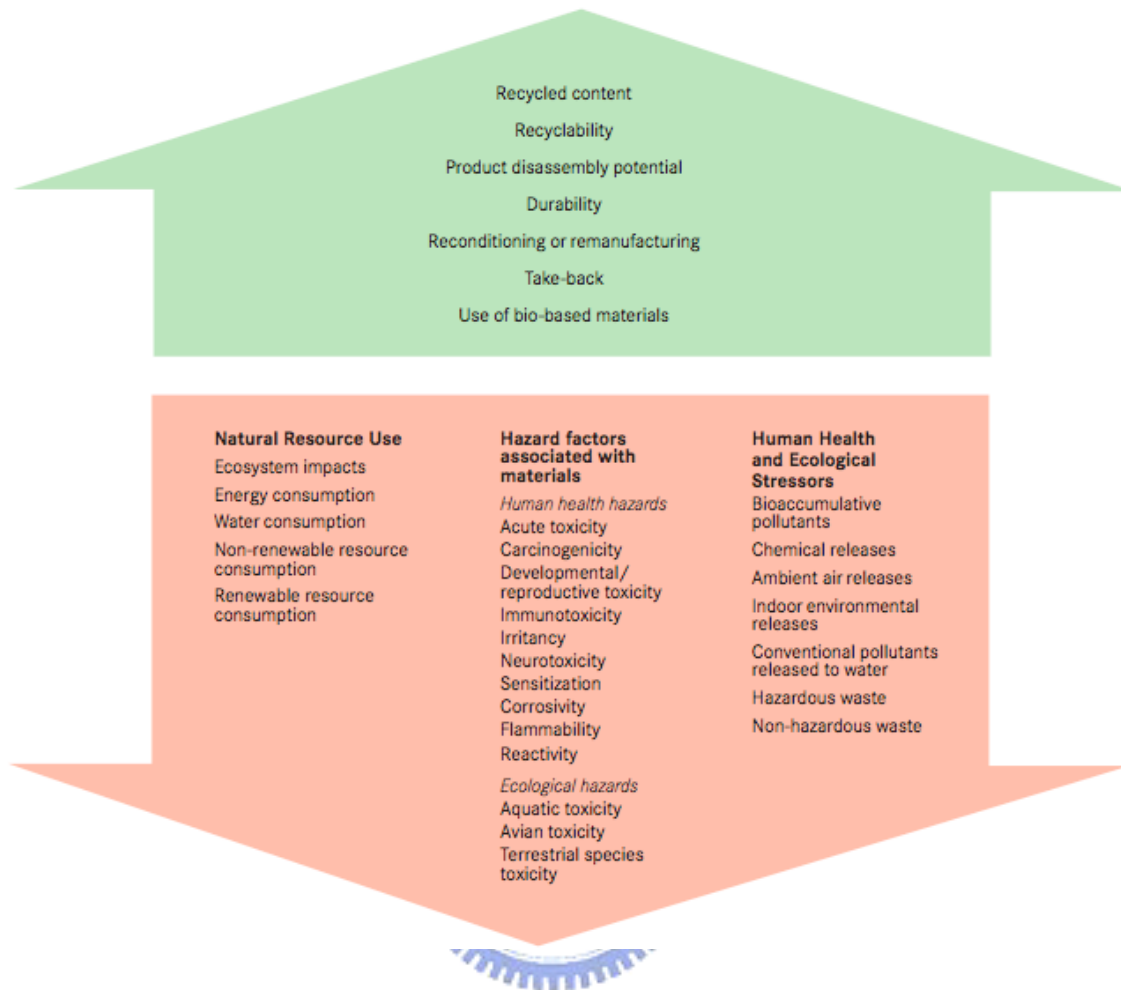 Recycled content
Recyclability
Product disassembly potential
Durability
Reconditioning or remanufacturing
Take-back
Use of bio-based materials
Natural Resource Use
Ecosystem impacts
Energy consumption
Water consumption
Non-renewable resource
consumption
Renewable resource
consumption
Hazard factors
associated with
materials
Human health hazards
Acute toxicity
Carcinogenicity
Developmental/
reproductive toxicity
Immunotoxicity
Irritancy
Neurotoxicity
Sensitization
Corrosivity
Flammability
Reactivity
Ecological hazards
Aquatic toxicity
Avian toxicity
Terrestrial species
toxicity
Human Health
and Ecological
Stressors
Bioaccumulative
pollutants
Chemical releases
Ambient air releases
Indoor environmental
releases
Conventional pollutants
released to water
Hazardous waste
Non-hazardous waste